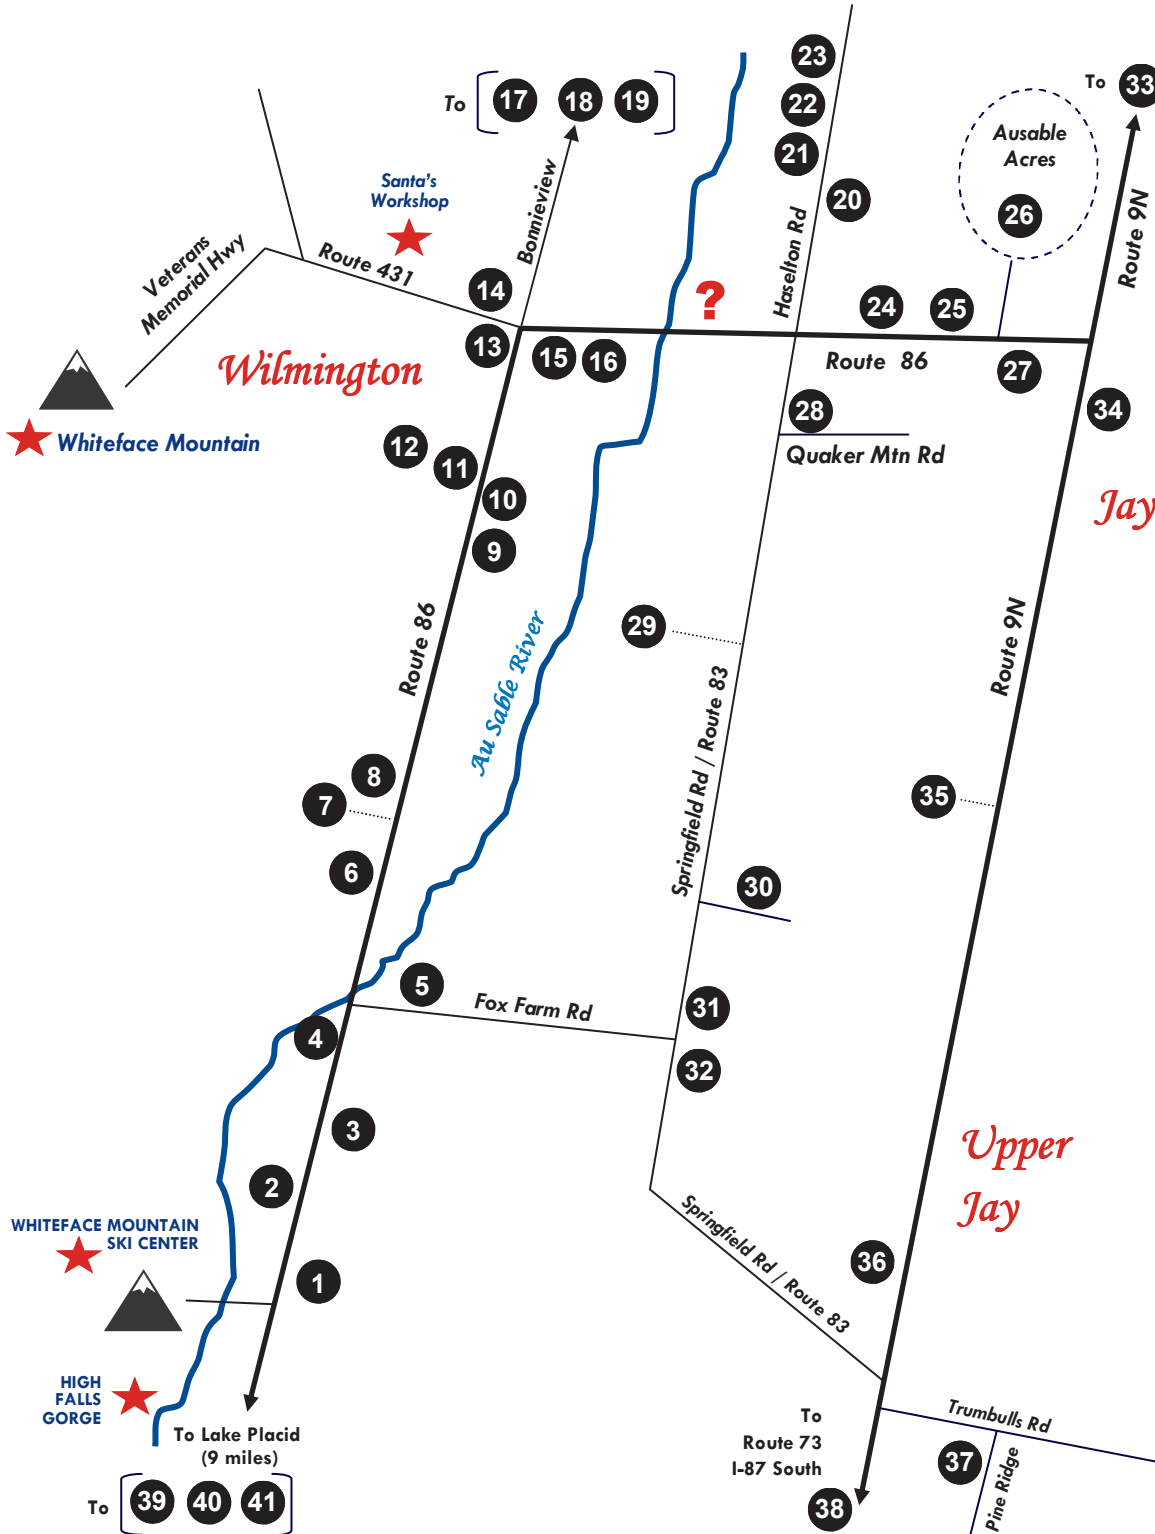 23
To
33
To
17
18
19
22
Ausable
Acres
21
Santa's
Workshop
20
26
Bonnieview
Haselton Rd
Route 9N
Veterans
Memorial Hwy
Route 431
14
?
24
25
13
15
16
Route 86
27
Wilmington
28
34
12
Whiteface Mountain
11
Quaker Mtn Rd
10
Jay
9
29
Route 86
Au Sable River
Route 9N
Springfield Rd / Route 83
8
7
35
6
30
5
Fox Farm Rd
31
4
32
3
Upper
Jay
2
WHITEFACE MOUNTAIN
SKI CENTER
Springfield Rd / Route 83
36
1
HIGH
FALLS
GORGE
To Lake Placid
(9 miles)
To
Route 73
I-87 South
Trumbulls Rd
37
Pine Ridge
To
39
40
41
38